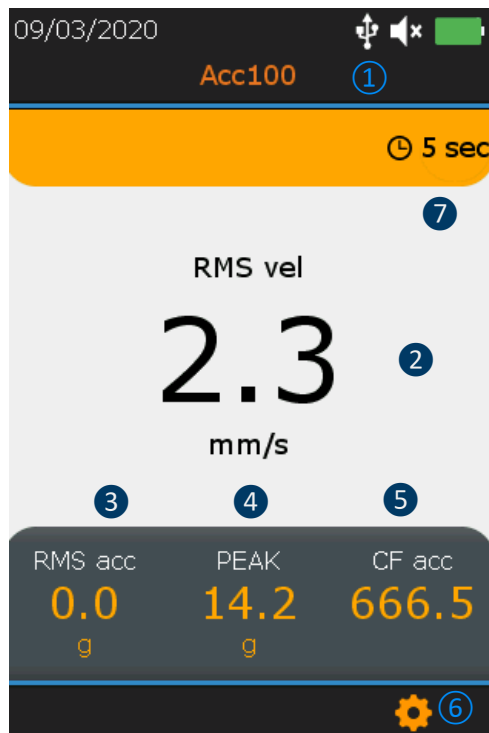 09/03/2020
Acc100 1
5 sec
7
RMS vel
2.3 2
mm/s
3 4 5
RMS acc PEAK CF acc
0.0 14.2 666.5
g g
6